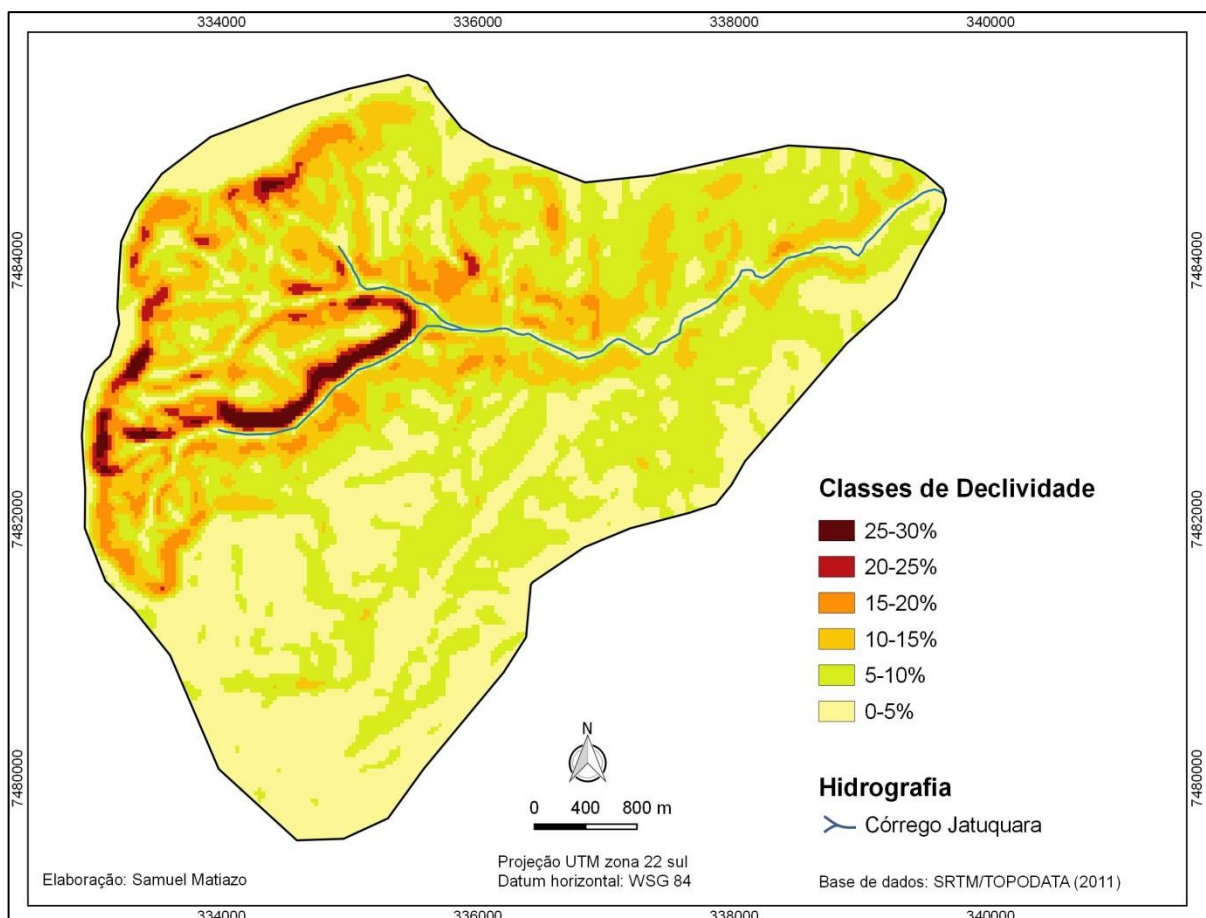 334000 336000 338000 340000
7484000 7484000
Classes de Declividade
25-30%
20-25%
15-20%
10-15%
5-10%
0-5%
7482000 7482000
N
0 400 800 m
Hidrografia
Córrego Jatuquara
7480000 7480000
Projeção UTM zona 22 sul
Datum horizontal: WSG 84
Elaboração: Samuel Matiazo
Base de dados: SRTM/TOPODATA (2011)
334000 336000 338000 340000